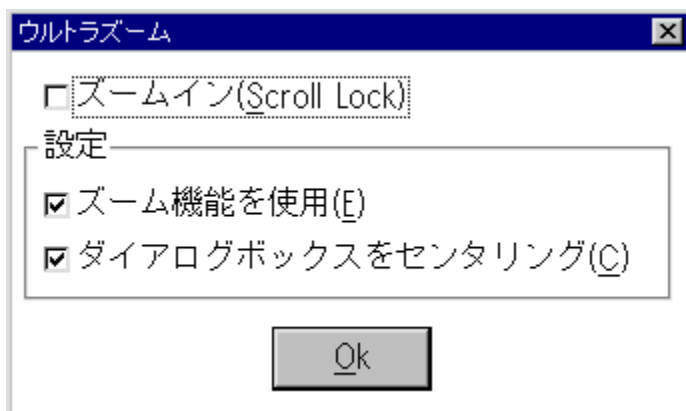 ウルトラズーム
ズームイン(Scroll Lock)
設定
ズーム機能を使用(E)
ダイアログボックスをセンタリング(C)
Ok